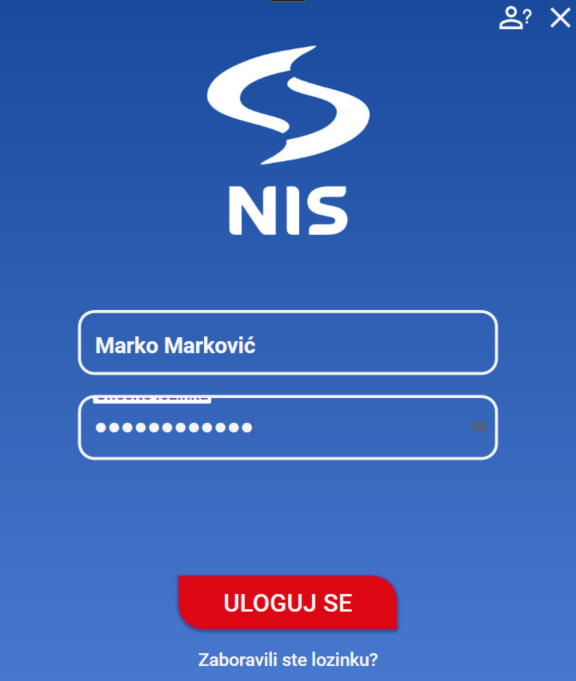 ?
NIS
Marko Marković
ULOGUJ SE
Zaboravili ste lozinku?